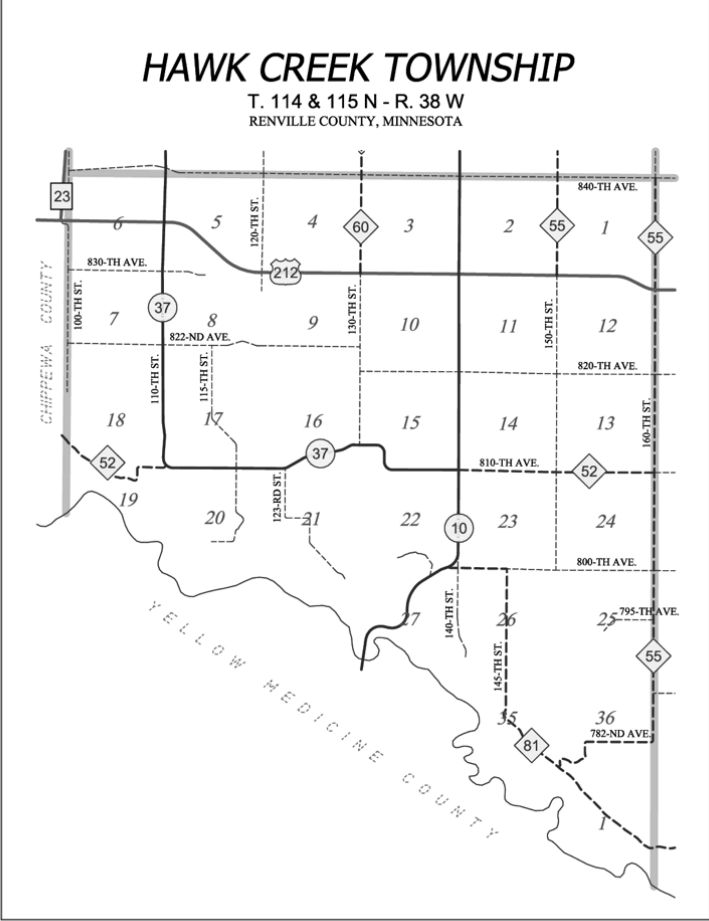 HAWK CREEK TOWNSHIP
T. 114 & 115 N - R. 38 W
RENVILLE COUNTY, MINNESOTA
840-TH AVE.
23
6
5
120-TH ST.
4
60
3
2
55
1
55
830-TH AVE.
212
CHIPPEWA COUNTY
100-TH ST.
37
7
8
9
130-TH ST.
10
11
150-TH ST.
12
822-ND AVE.
110-TH ST.
115-TH ST.
820-TH AVE.
160-TH ST.
18
17
16
15
14
13
52
37
810-TH AVE.
52
19
123-RD ST.
20
21
22
10
23
24
800-TH AVE.
140-TH ST.
27
26
25
795-TH AVE.
145-TH ST.
55
YELLOW MEDICINE COUNTY
35
36
782-ND AVE.
81
1